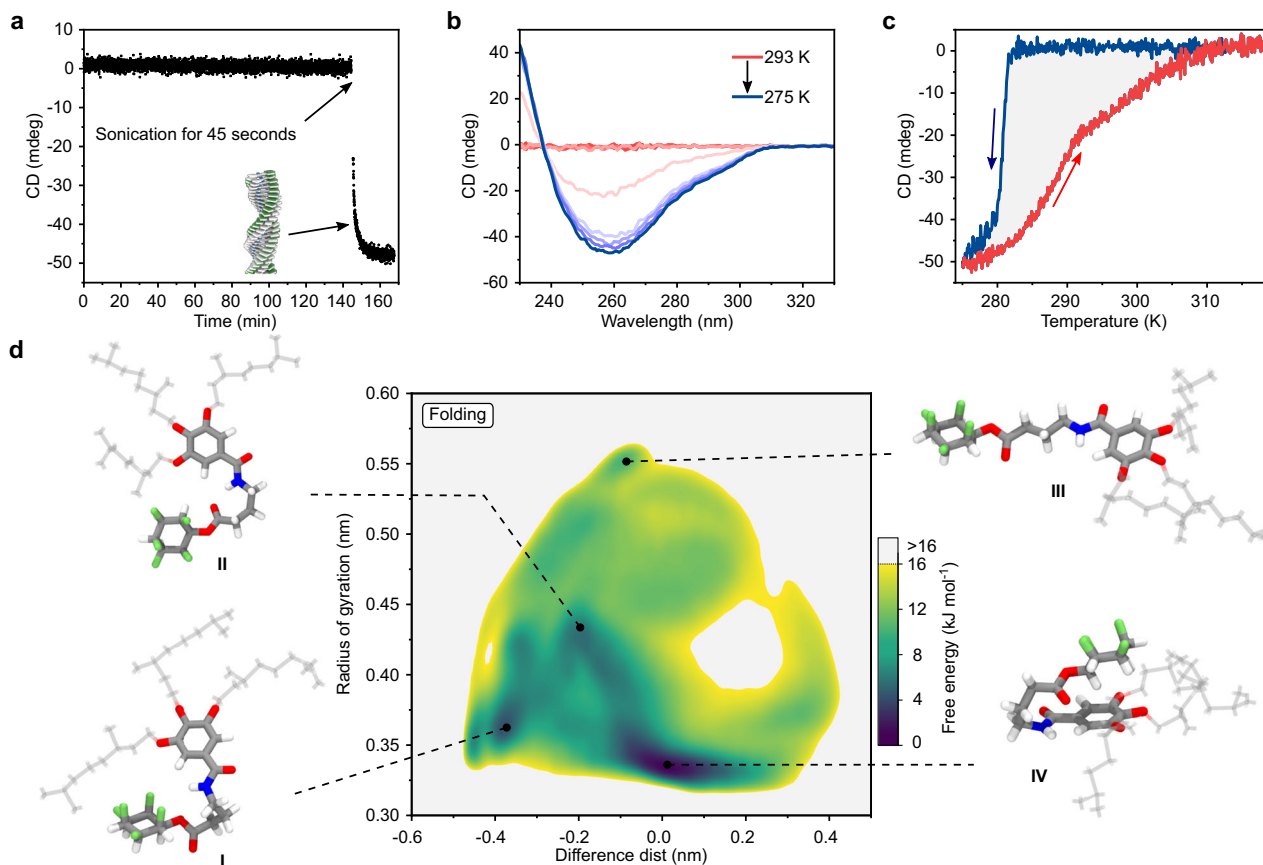 a
10
0
-10
-20
-30
-40
-50
CD (mdeg)
Sonication for 45 seconds
0 20 40 60 80 100 120 140 160
Time (min)
b
60
40
20
0
-20
-40
-60
CD (mdeg)
293 K
275 K
240 260 280 300 320
Wavelength (nm)
c
0
-10
-20
-30
-40
-50
CD (mdeg)
280 290 300 310
Temperature (K)
d
II
I
Folding
0.60
0.55
0.50
0.45
0.40
0.35
0.30
Radius of gyration (nm)
-0.6 -0.4 -0.2 0.0 0.2 0.4
Difference dist (nm)
>16
16
12
8
4
0
Free energy (kJ mol⁻¹)
III
IV